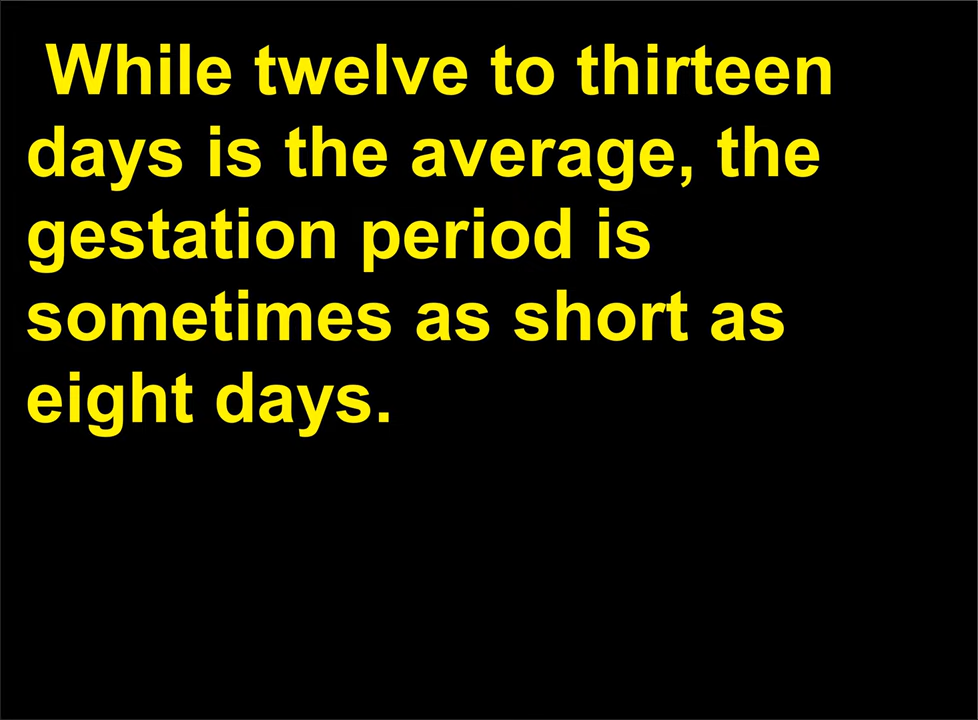 While twelve to thirteen
days is the average, the
gestation period is
sometimes as short as
eight days.